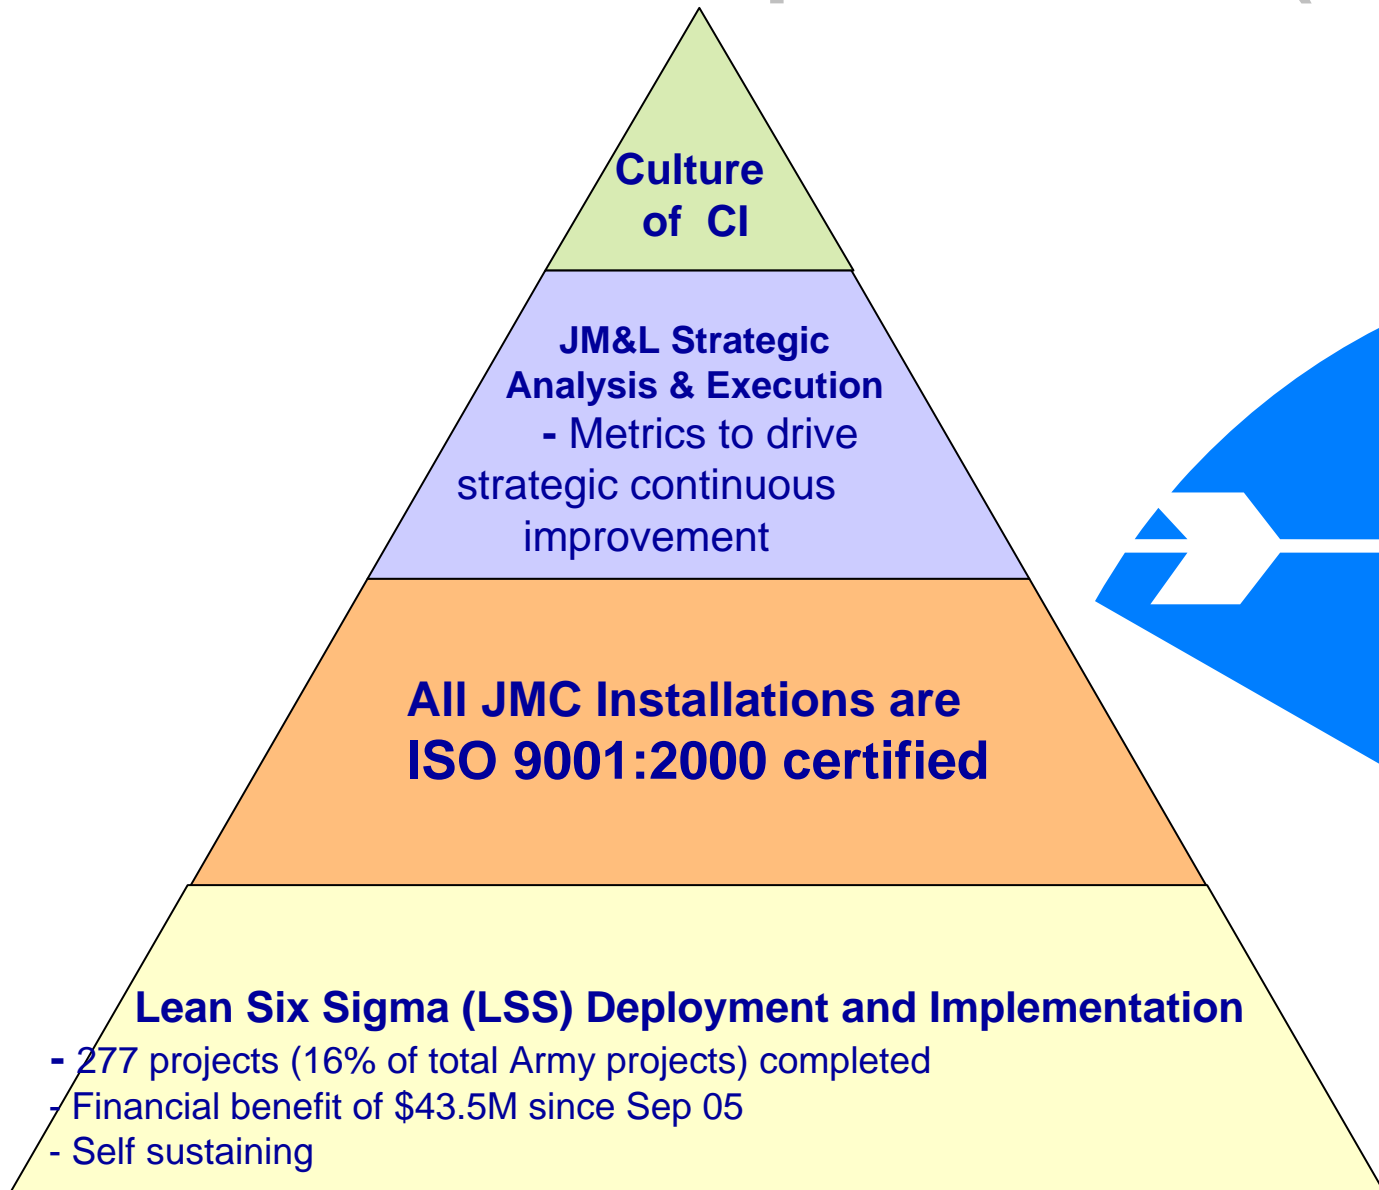 Culture
of CI
JM&L Strategic
Analysis & Execution
- Metrics to drive
strategic continuous
improvement
All JMC Installations are
ISO 9001:2000 certified
Lean Six Sigma (LSS) Deployment and Implementation
- 277 projects (16% of total Army projects) completed
- Financial benefit of $43.5M since Sep 05
- Self sustaining